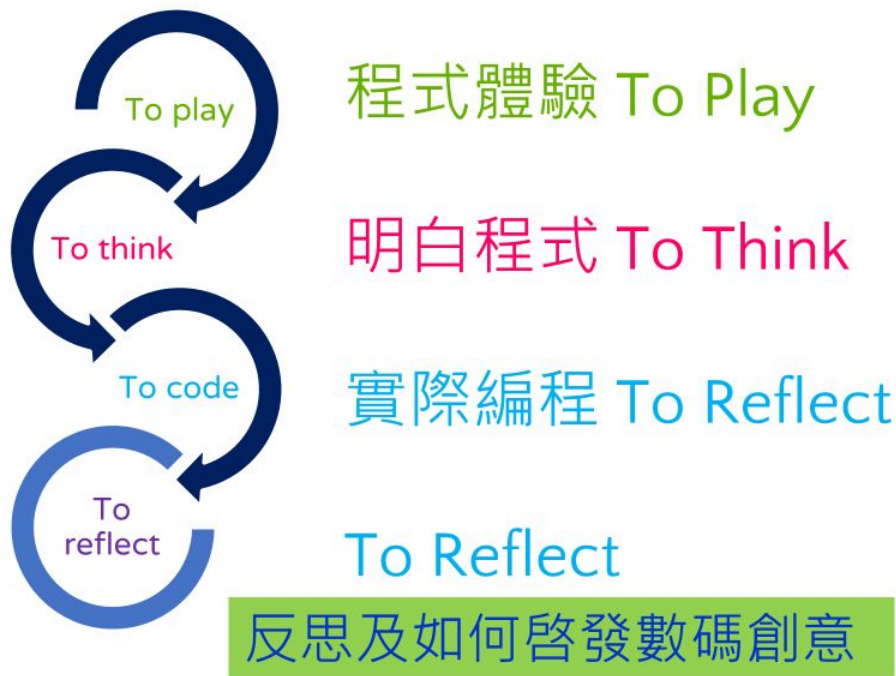 To play
程式體驗 To Play
To think
明白程式 To Think
To code
實際編程 To Reflect
To
reflect
To Reflect
反思及如何啓發數碼創意